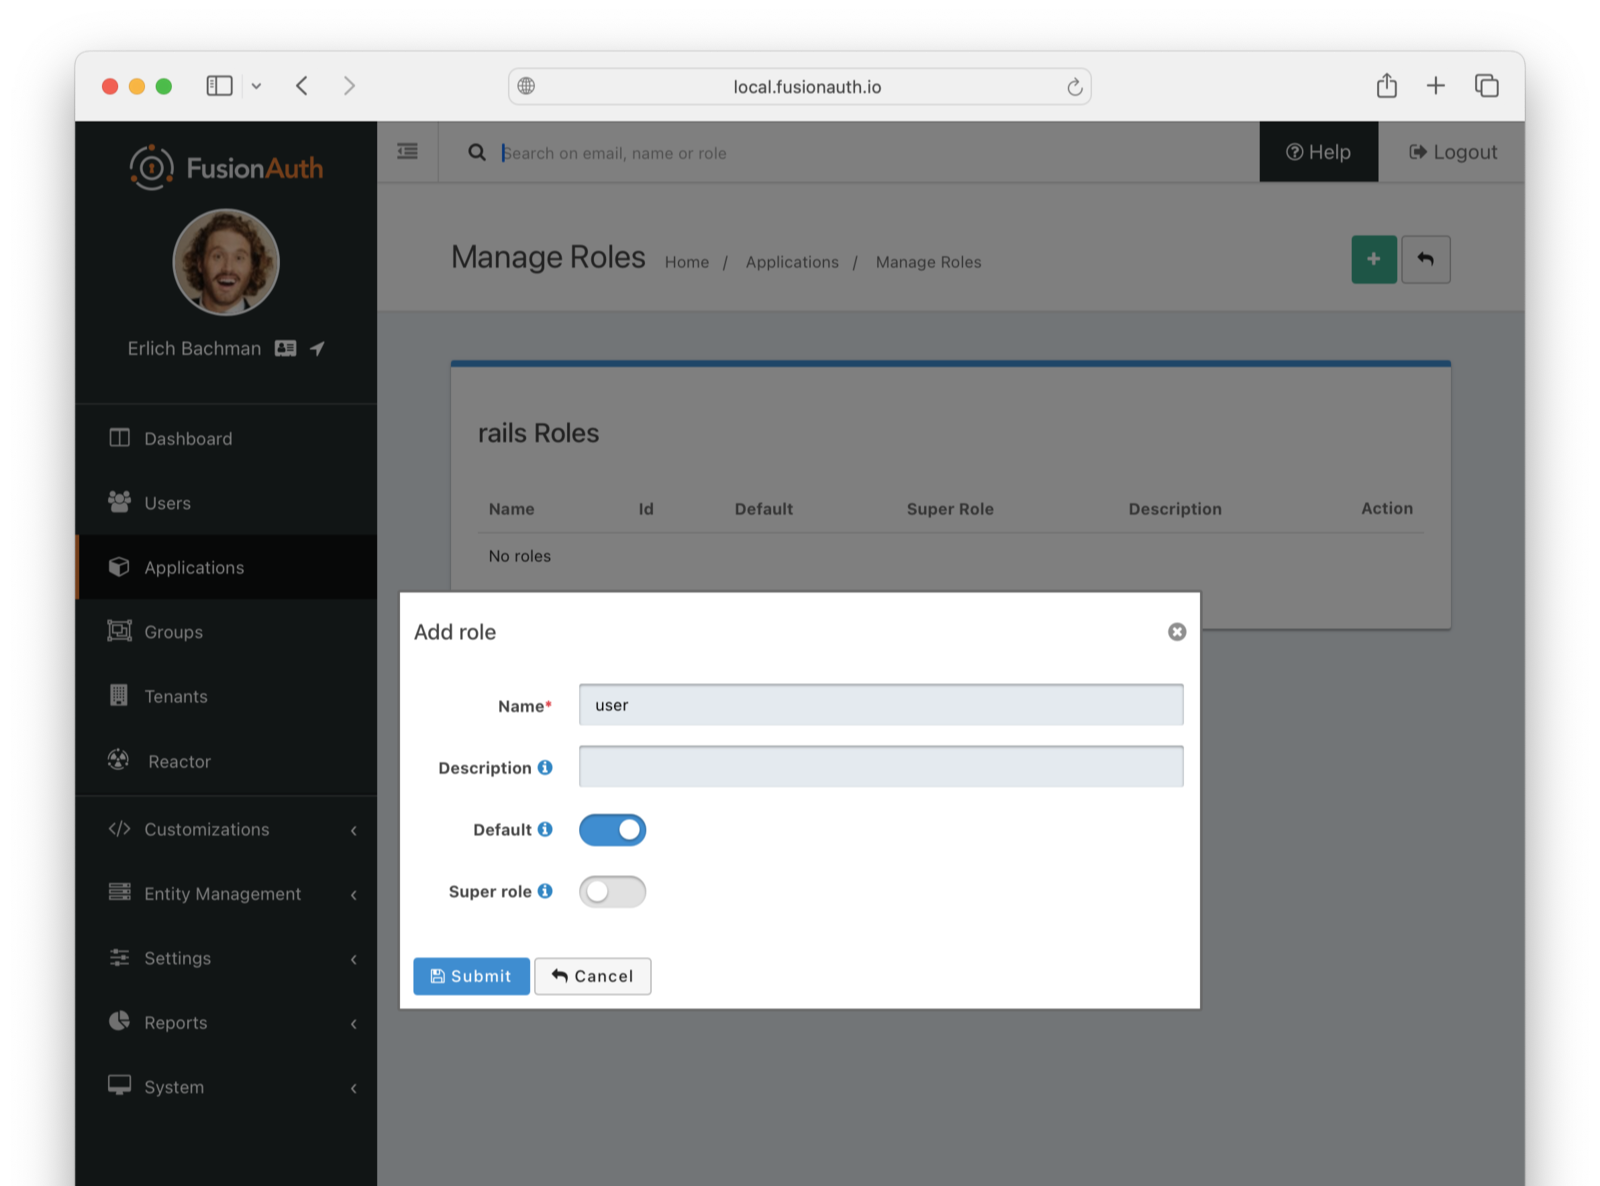 local.fusionauth.io
FusionAuth
Search on email, name or role
Help
Logout
Erlich Bachman
Manage Roles
Home / Applications / Manage Roles
Dashboard
Users
Applications
Groups
Tenants
Reactor
Customizations
Entity Management
Settings
Reports
System
rails Roles
Name Id Default Super Role Description Action
No roles
Add role
Name* user
Description
Default
Super role
Submit Cancel